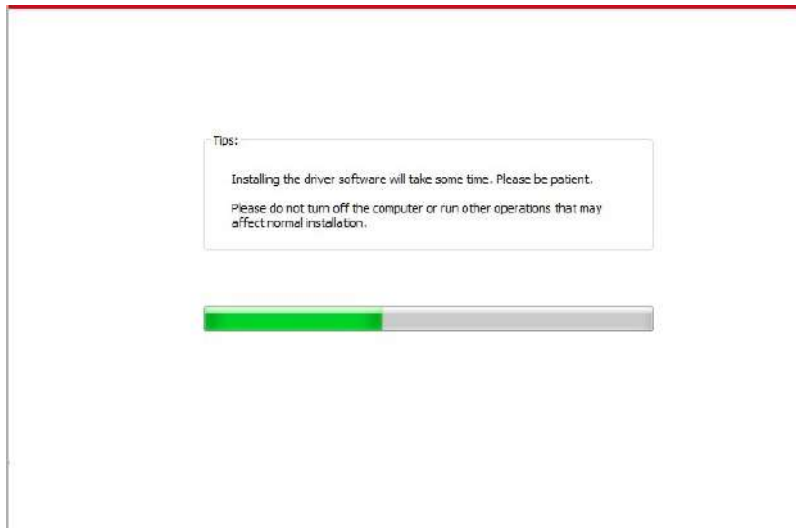 Tips:
Installing the driver software will take some time. Please be patient.
Please do not turn off the computer or run other operations that may
affect normal installation.